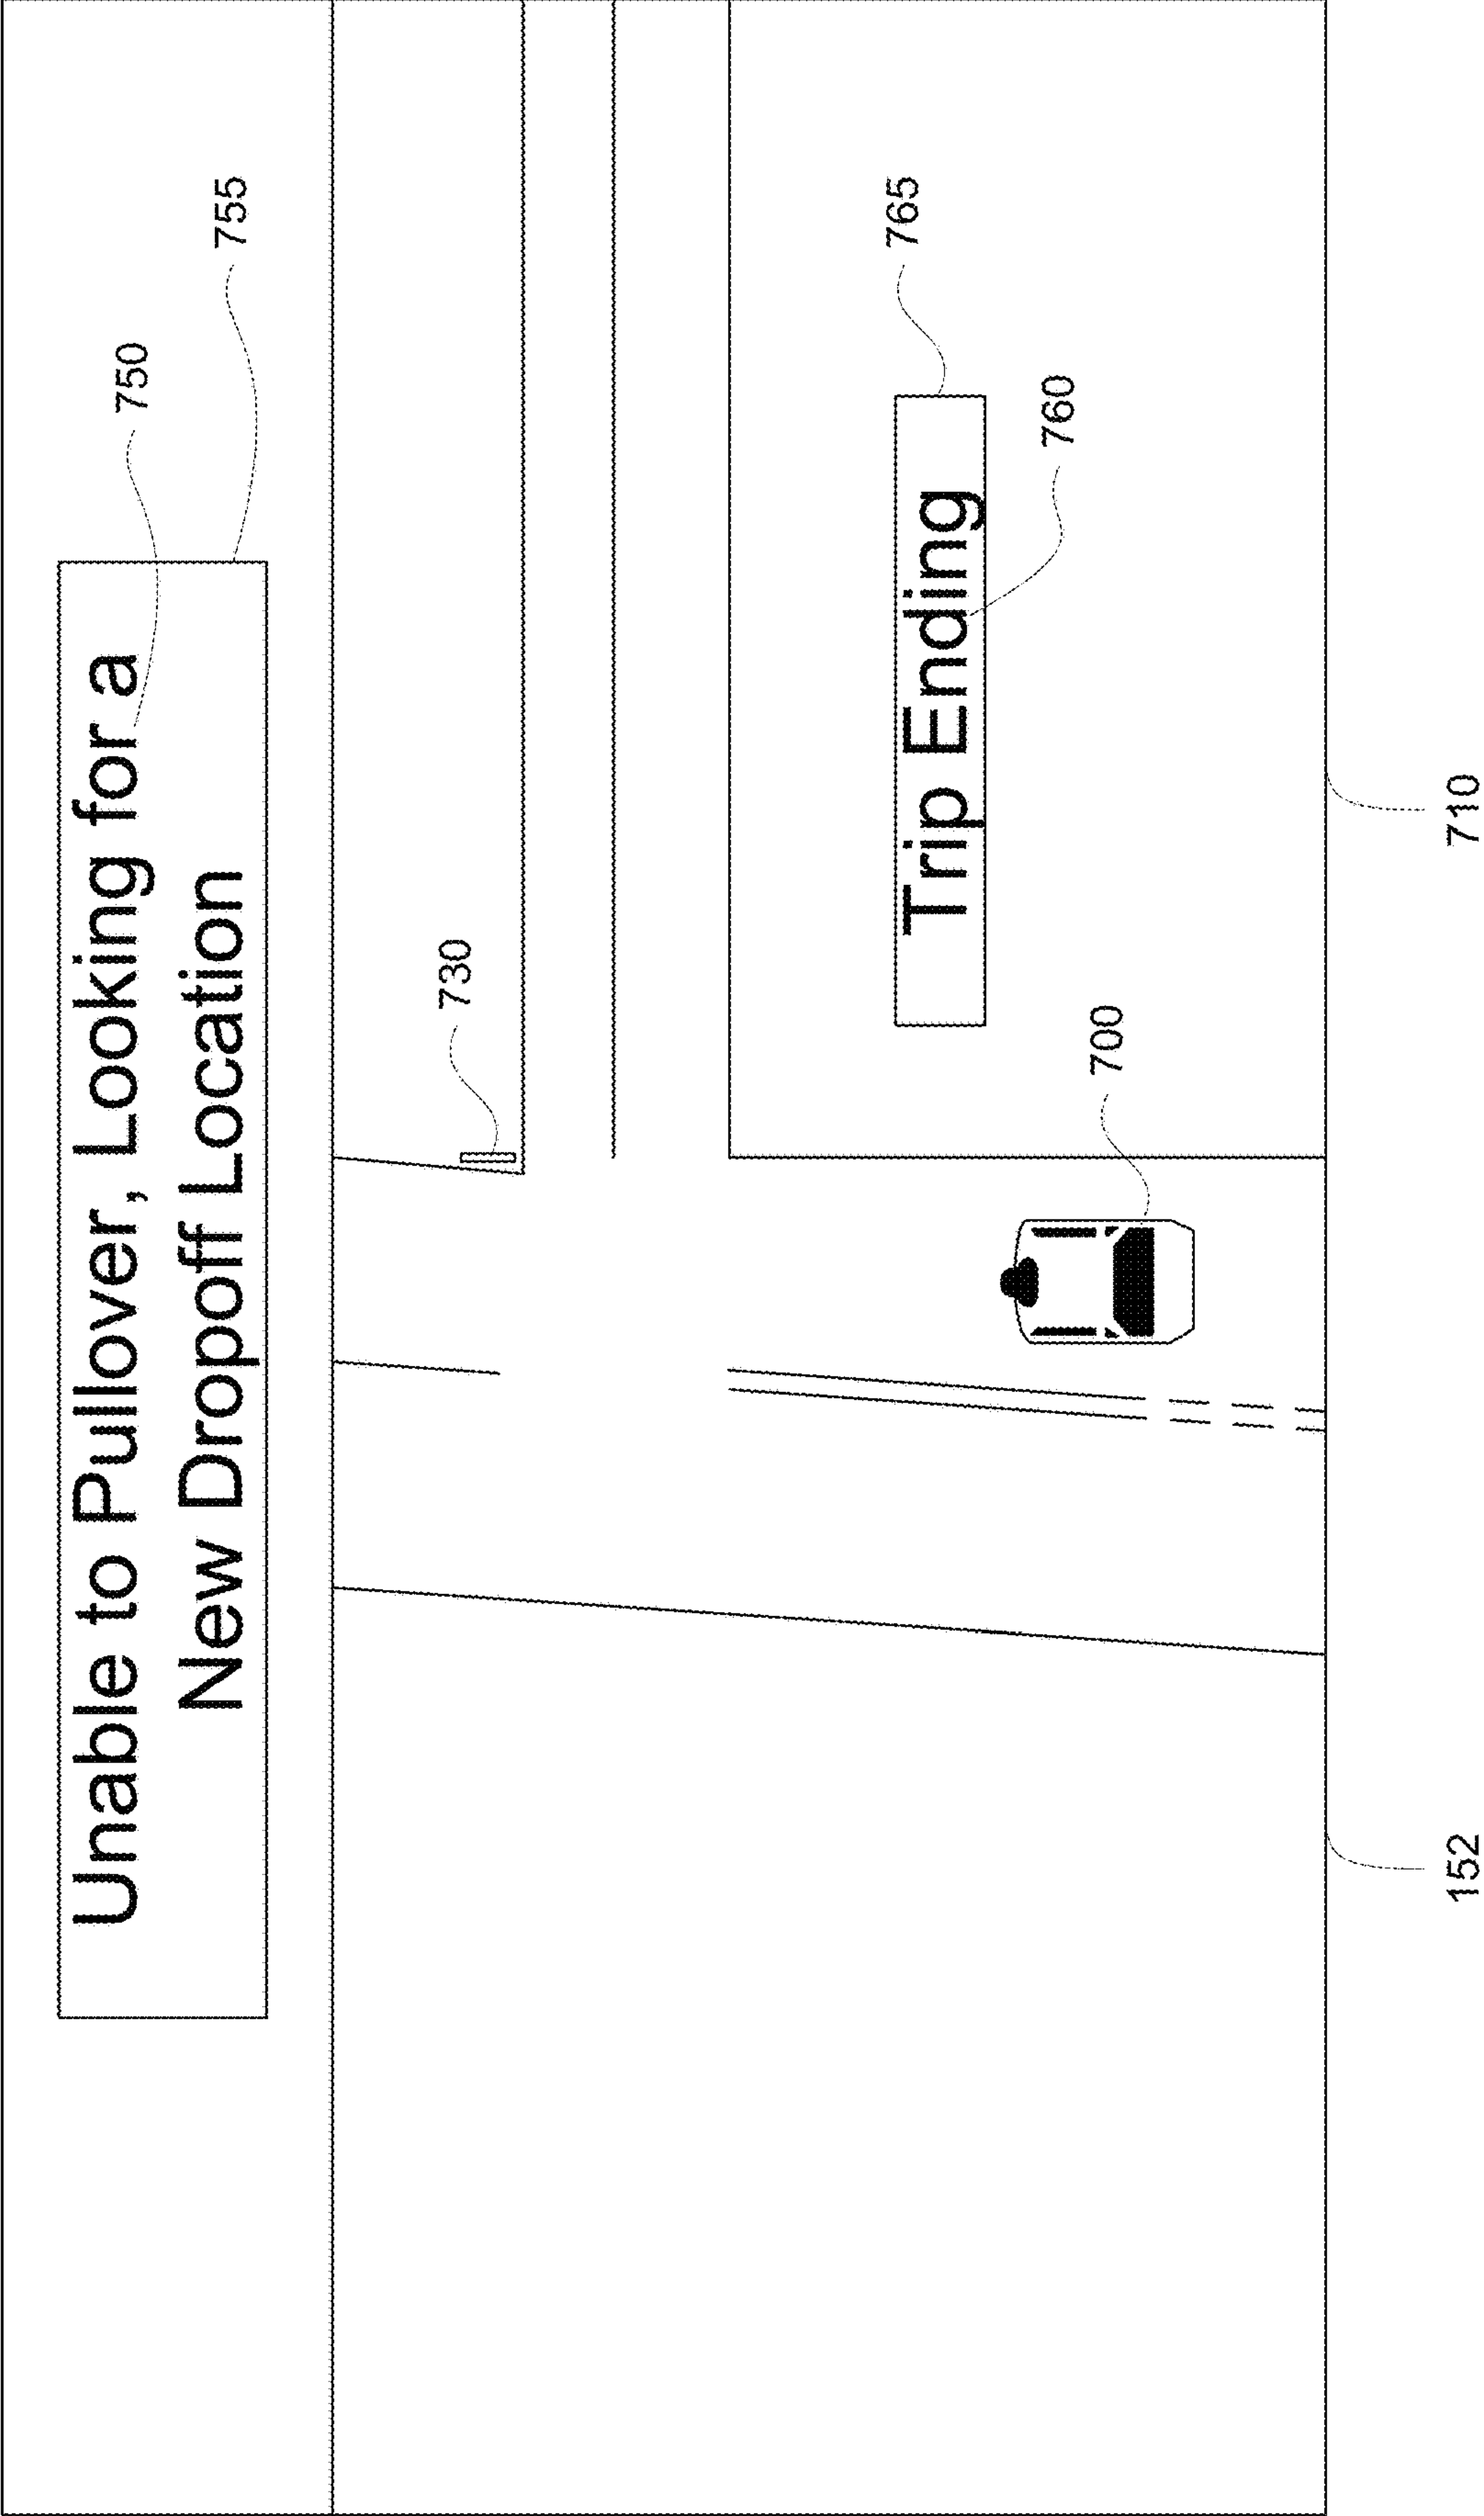 Unable to Pullover, Looking for a
New Dropoff Location
750
755
730
765
Trip Ending
760
700
152
710